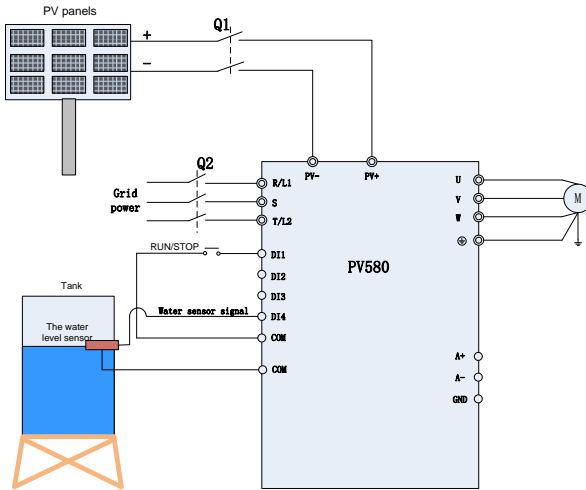 PV panels
+
−
Q1
Q2
Grid
power
R/L1
S
T/L2
PV-
PV+
U
V
W
M
RUN/STOP
DI1
DI2
DI3
DI4
COM
COM
PV580
Tank
The water
level sensor
Water sensor signal
A+
A-
GND